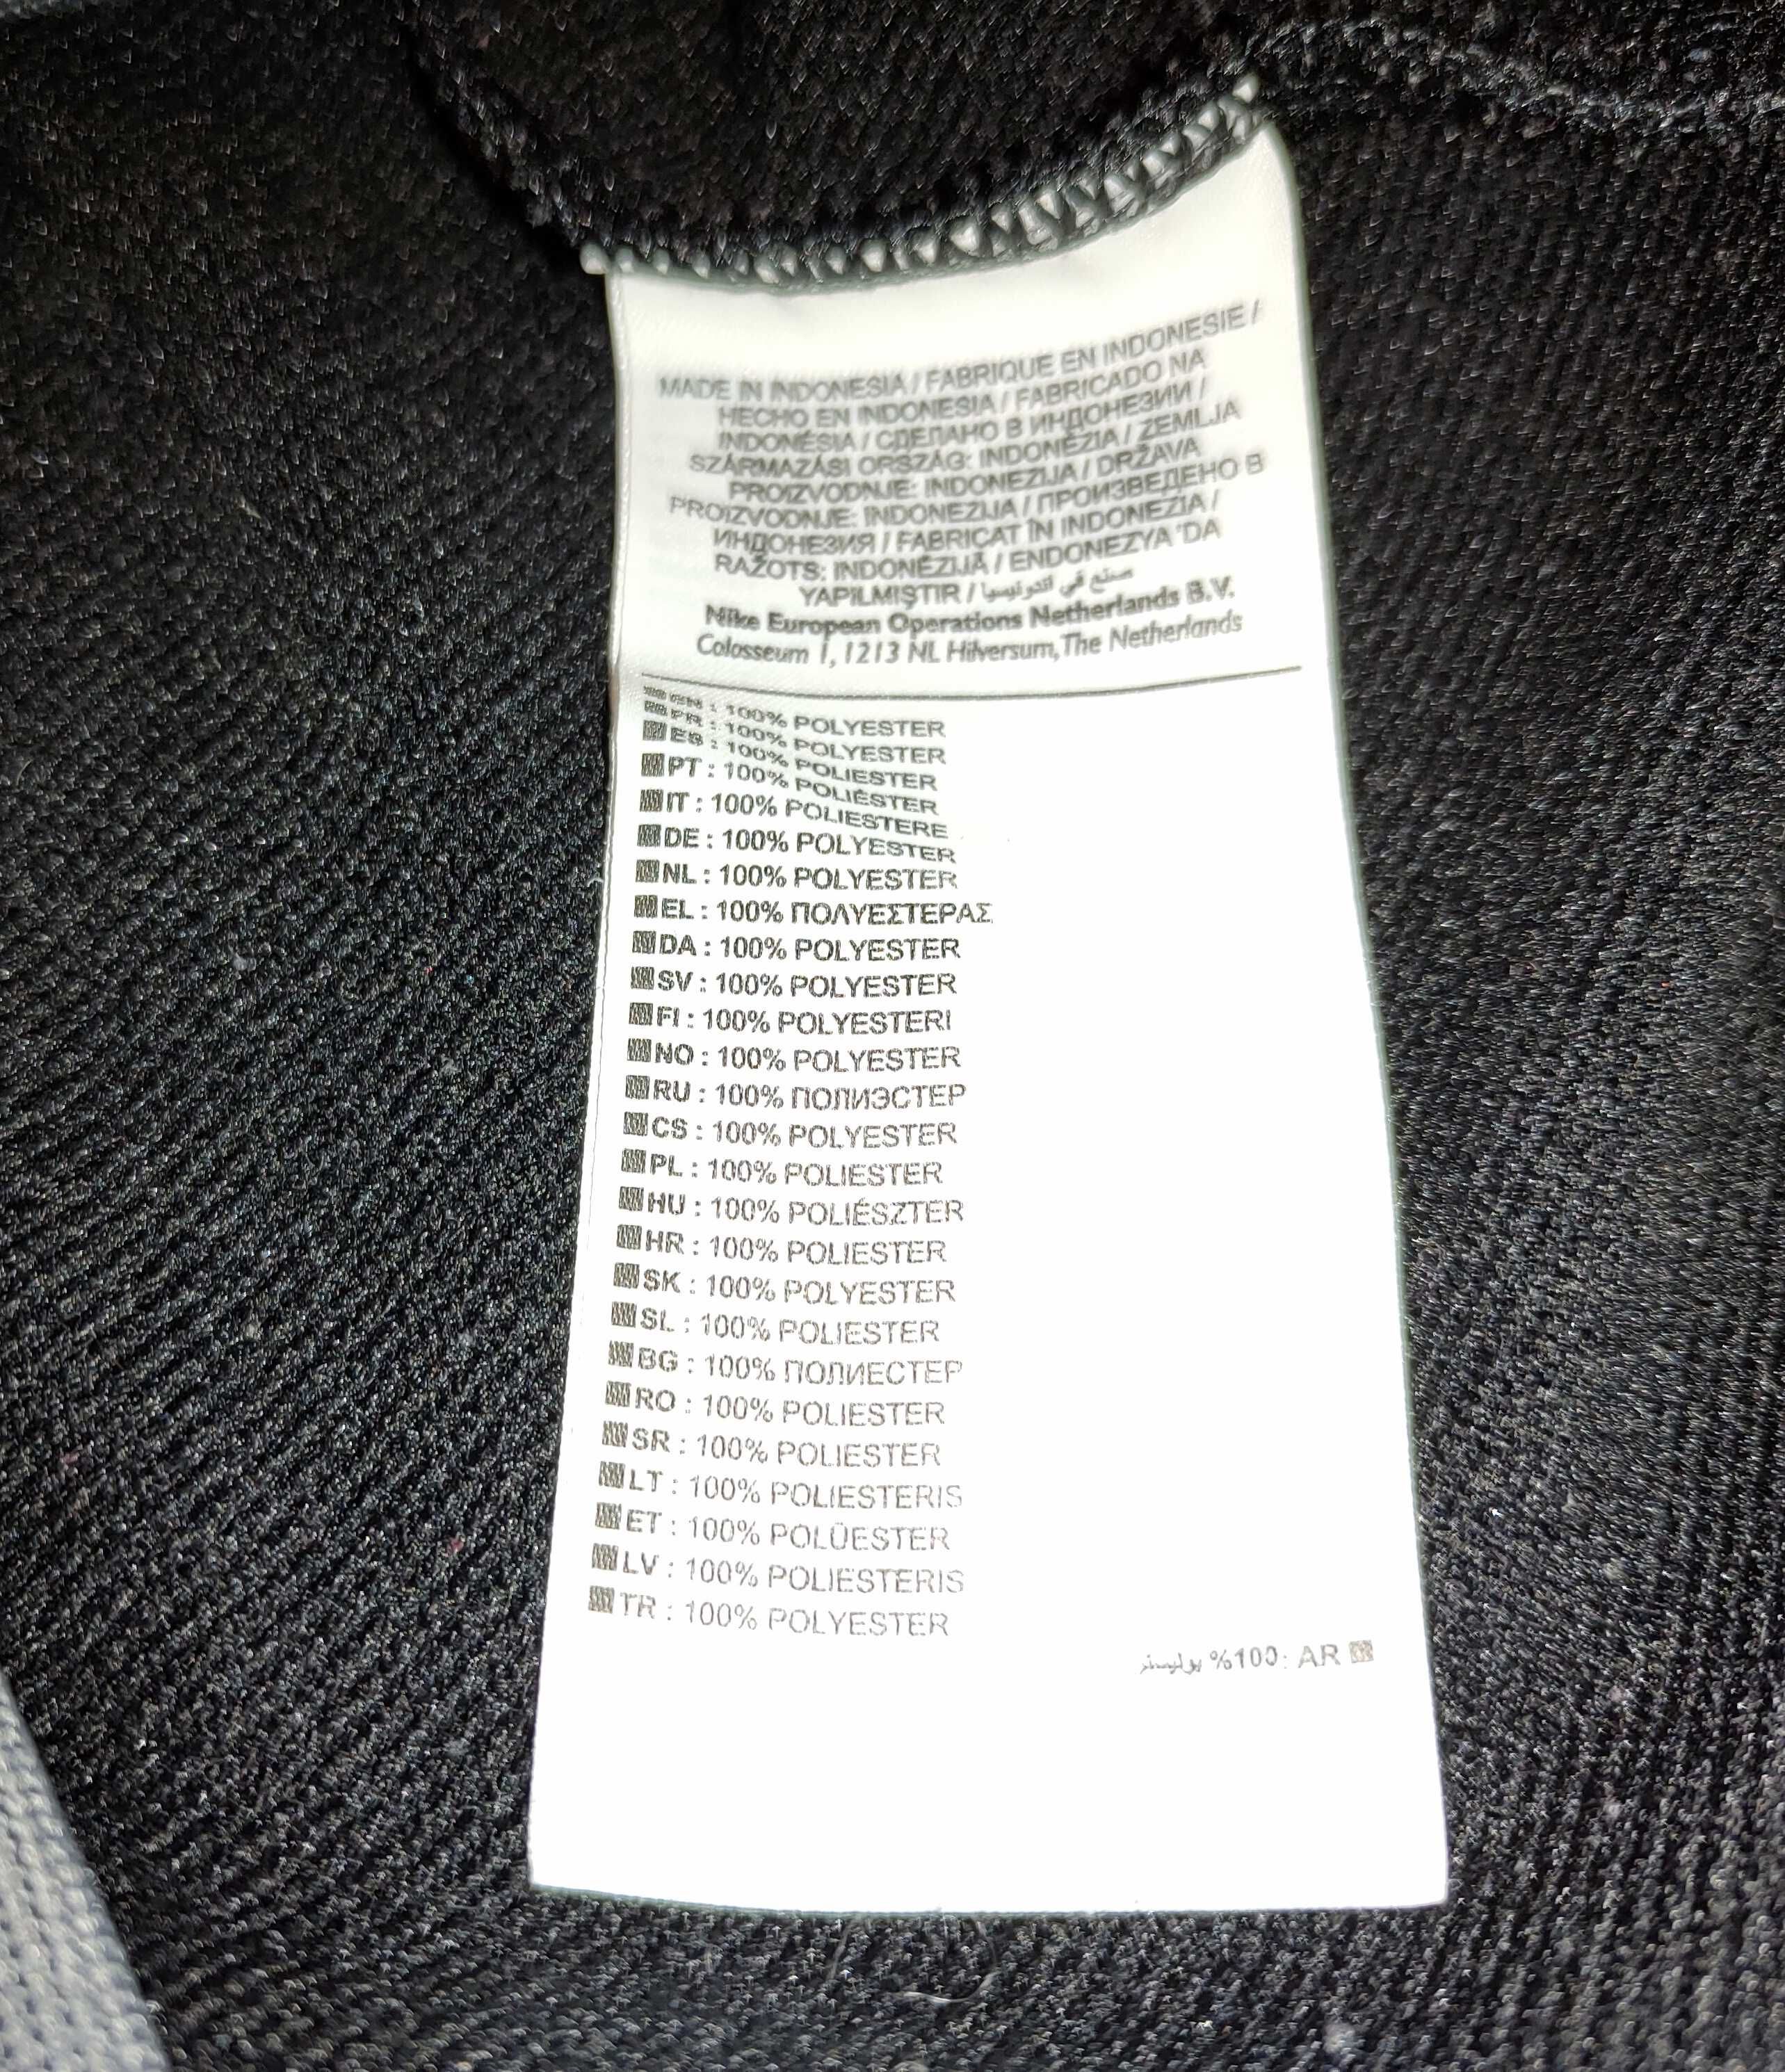 MADE IN INDONESIA / FABRIQUE EN INDONESIE /
HECHO EN INDONESIA / FABRICADO NA
INDONÉSIA / СДЕЛАНО В ИНДОНЕЗИИ /
SZÁRMAZÁSI ORSZÁG: INDONÉZIA / ZEMLJA
PROIZVODNJE: INDONEZIJA / DRŽAVA
PROIZVODNJE: INDONEZIJA / ПРОИЗВЕДЕНО В
ИНДОНЕЗИЯ / FABRICAT ÎN INDONEZIA /
RAŽOTS: INDONĒZIJĀ / ENDONEZYA 'DA
YAPILMIŞTIR / صنع في اندونيسيا
Nike European Operations Netherlands B.V.
Colosseum 1, 1213 NL Hilversum, The Netherlands
EN : 100% POLYESTER
FR : 100% POLYESTER
ES : 100% POLIESTER
PT : 100% POLIÉSTER
IT : 100% POLIESTERE
DE : 100% POLYESTER
NL : 100% POLYESTER
EL : 100% ΠΟΛΥΕΣΤΕΡΑΣ
DA : 100% POLYESTER
SV : 100% POLYESTER
FI : 100% POLYESTERI
NO : 100% POLYESTER
RU : 100% ПОЛИЭСТЕР
CS : 100% POLYESTER
PL : 100% POLIESTER
HU : 100% POLIÉSZTER
HR : 100% POLIESTER
SK : 100% POLYESTER
SL : 100% POLIESTER
BG : 100% ПОЛИЕСТЕР
RO : 100% POLIESTER
SR : 100% POLIESTER
LT : 100% POLIESTERIS
ET : 100% POLÜESTER
LV : 100% POLIESTERIS
TR : 100% POLYESTER
AR :100% بوليستر